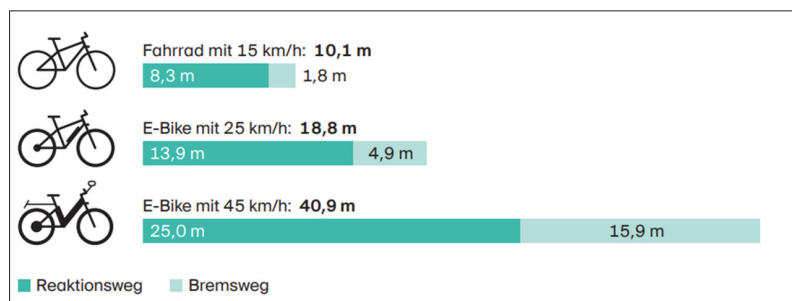 Fahrrad mit 15 km/h: 10,1 m
8,3 m 1,8 m
E-Bike mit 25 km/h: 18,8 m
13,9 m 4,9 m
E-Bike mit 45 km/h: 40,9 m
25,0 m 15,9 m
Reaktionsweg Bremsweg